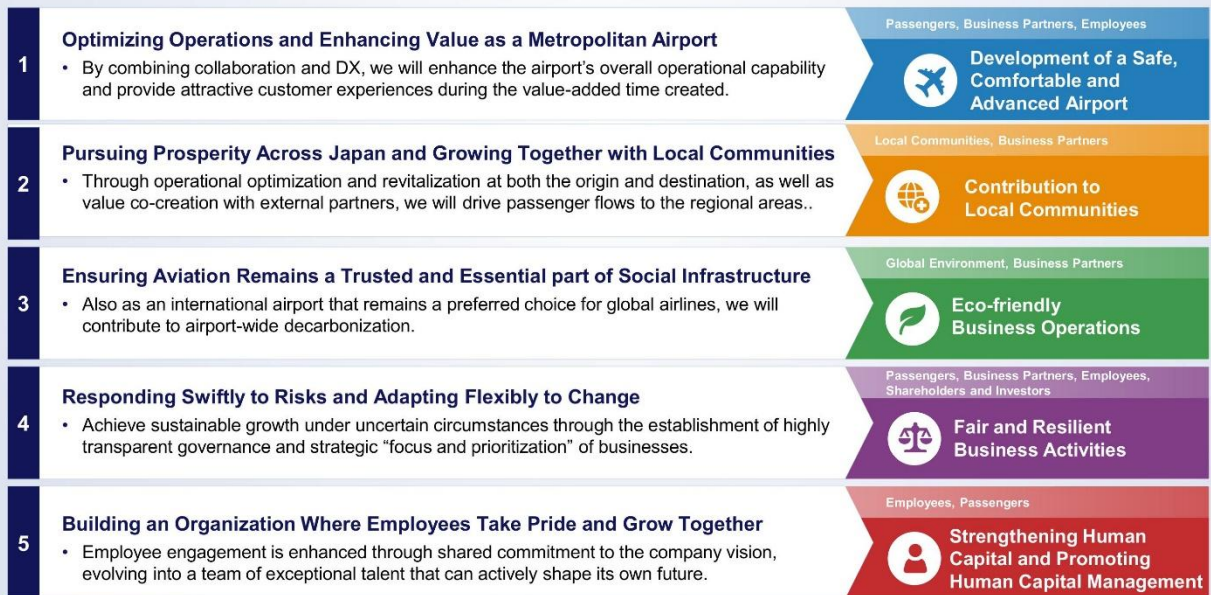 1
Optimizing Operations and Enhancing Value as a Metropolitan Airport
• By combining collaboration and DX, we will enhance the airport's overall operational capability
and provide attractive customer experiences during the value-added time created.
Passengers, Business Partners, Employees
Development of a Safe,
Comfortable and
Advanced Airport
2
Pursuing Prosperity Across Japan and Growing Together with Local Communities
• Through operational optimization and revitalization at both the origin and destination, as well as
value co-creation with external partners, we will drive passenger flows to the regional areas..
Local Communities, Business Partners
Contribution to
Local Communities
3
Ensuring Aviation Remains a Trusted and Essential part of Social Infrastructure
• Also as an international airport that remains a preferred choice for global airlines, we will
contribute to airport-wide decarbonization.
Global Environment, Business Partners
Eco-friendly
Business Operations
4
Responding Swiftly to Risks and Adapting Flexibly to Change
• Achieve sustainable growth under uncertain circumstances through the establishment of highly
transparent governance and strategic “focus and prioritization” of businesses.
Passengers, Business Partners, Employees,
Shareholders and Investors
Fair and Resilient
Business Activities
5
Building an Organization Where Employees Take Pride and Grow Together
• Employee engagement is enhanced through shared commitment to the company vision,
evolving into a team of exceptional talent that can actively shape its own future.
Employees, Passengers
Strengthening Human
Capital and Promoting
Human Capital Management